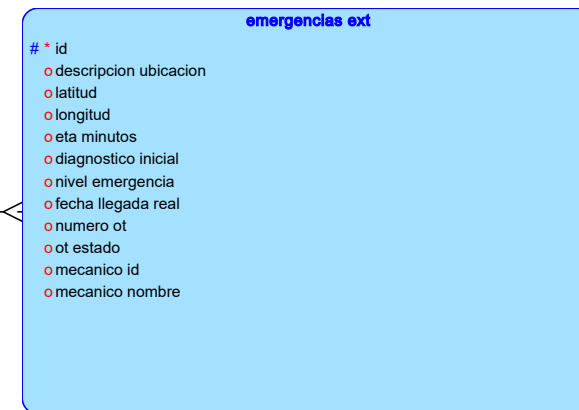 emergencias ext
# * id
o descripcion ubicacion
o latitud
o longitud
o eta minutos
o diagnostico inicial
o nivel emergencia
o fecha llegada real
o numero ot
o ot estado
o mecanico id
o mecanico nombre